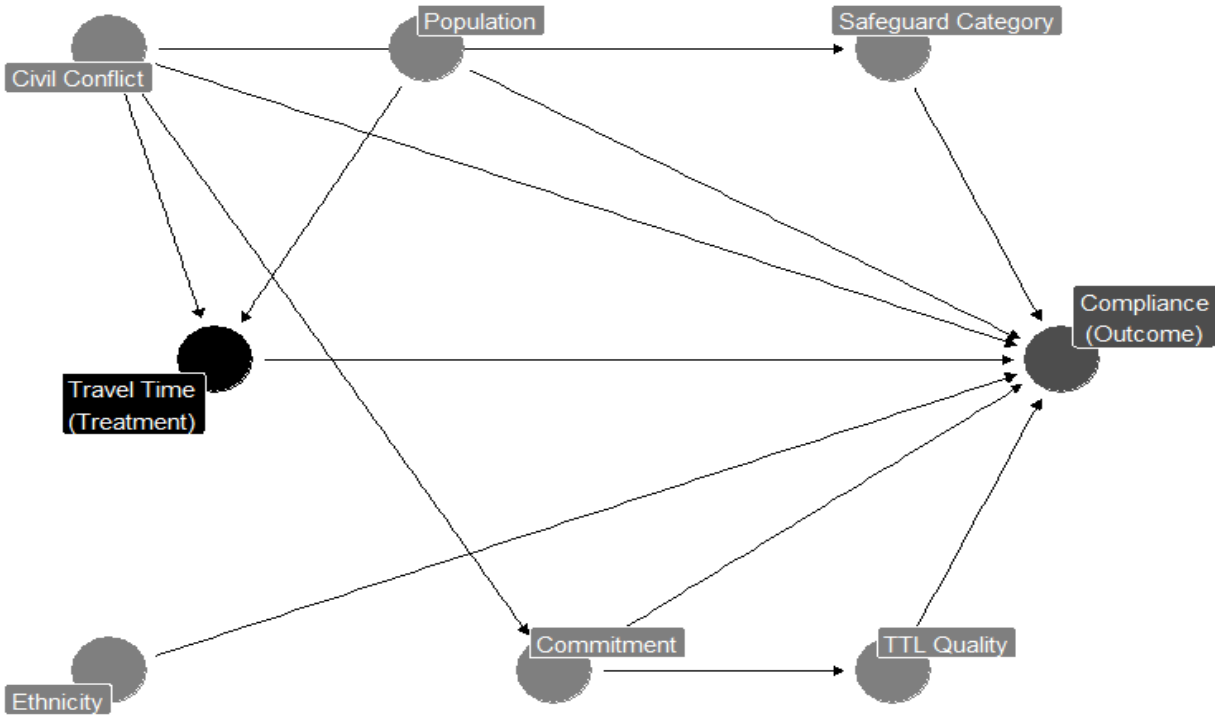 Population
Safeguard Category
Civil Conflict
Compliance
(Outcome)
Travel Time
(Treatment)
Commitment
TTL Quality
Ethnicity